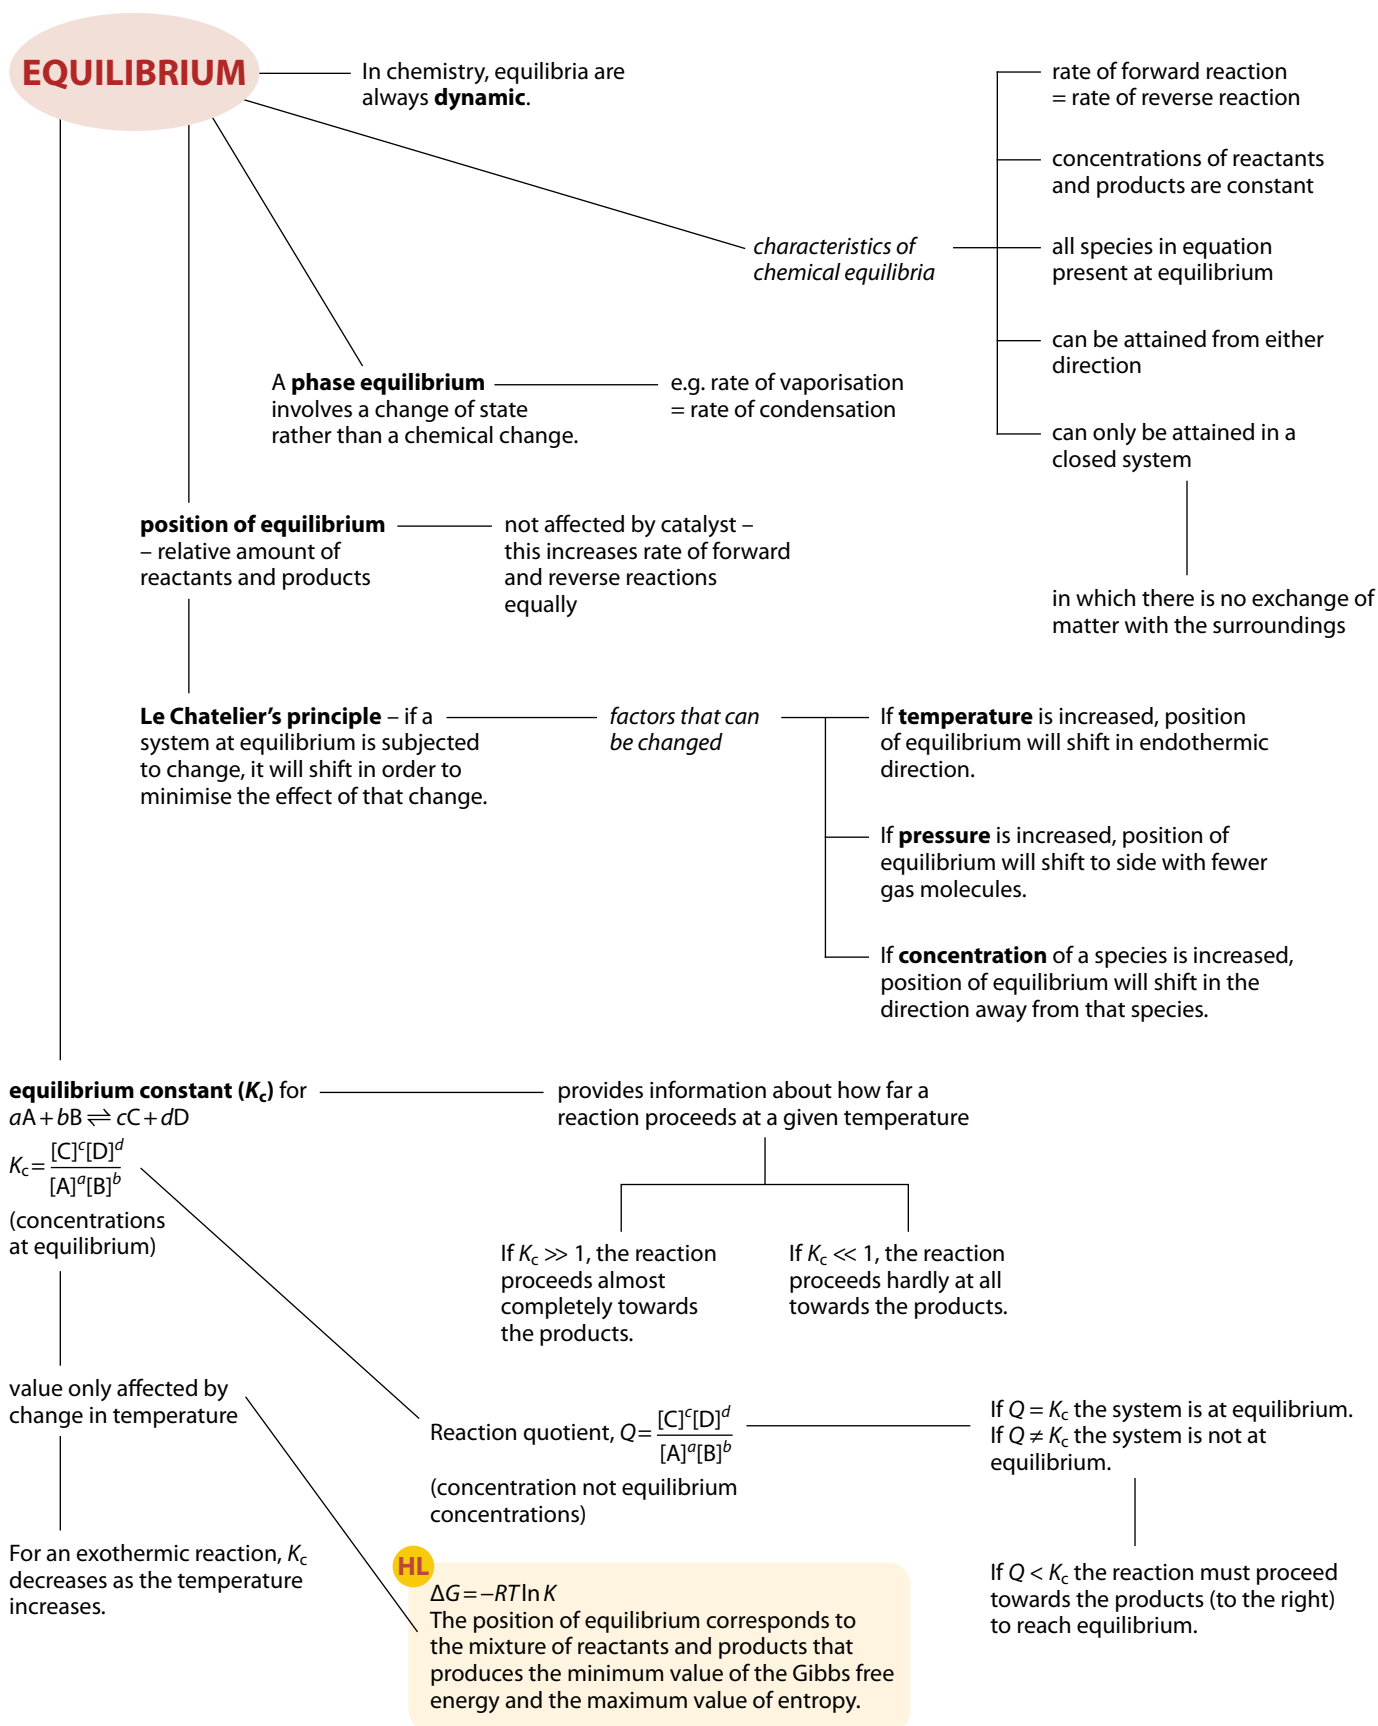 EQUILIBRIUM
In chemistry, equilibria are
always dynamic.
rate of forward reaction
= rate of reverse reaction
concentrations of reactants
and products are constant
characteristics of
chemical equilibria
all species in equation
present at equilibrium
can be attained from either
direction
can only be attained in a
closed system
in which there is no exchange of
matter with the surroundings
A phase equilibrium
involves a change of state
rather than a chemical change.
e.g. rate of vaporisation
= rate of condensation
position of equilibrium
– relative amount of
reactants and products
not affected by catalyst –
this increases rate of forward
and reverse reactions
equally
Le Chatelier’s principle – if a
system at equilibrium is subjected
to change, it will shift in order to
minimise the effect of that change.
factors that can
be changed
If temperature is increased, position
of equilibrium will shift in endothermic
direction.
If pressure is increased, position of
equilibrium will shift to side with fewer
gas molecules.
If concentration of a species is increased,
position of equilibrium will shift in the
direction away from that species.
equilibrium constant (Kc) for
aA + bB ⇌ cC + dD
Kc = [C]^c[D]^d / [A]^a[B]^b
(concentrations
at equilibrium)
provides information about how far a
reaction proceeds at a given temperature
If Kc ≫ 1, the reaction
proceeds almost
completely towards
the products.
If Kc ≪ 1, the reaction
proceeds hardly at all
towards the products.
value only affected by
change in temperature
For an exothermic reaction, Kc
decreases as the temperature
increases.
Reaction quotient, Q = [C]^c[D]^d / [A]^a[B]^b
(concentration not equilibrium
concentrations)
If Q = Kc the system is at equilibrium.
If Q ≠ Kc the system is not at
equilibrium.
If Q < Kc the reaction must proceed
towards the products (to the right)
to reach equilibrium.
HL
ΔG = −RT ln K
The position of equilibrium corresponds to
the mixture of reactants and products that
produces the minimum value of the Gibbs free
energy and the maximum value of entropy.